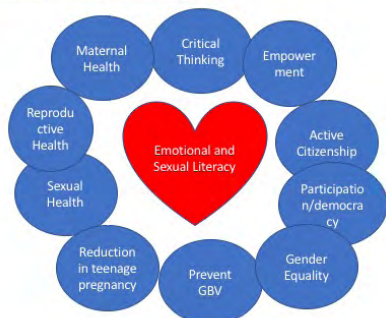 Maternal
Health
Critical
Thinking
Empower
ment
Reprodu
ctive
Health
Emotional and
Sexual Literacy
Active
Citizenship
Sexual
Health
Participatio
n/democra
cy
Reduction
in teenage
pregnancy
Prevent
GBV
Gender
Equality